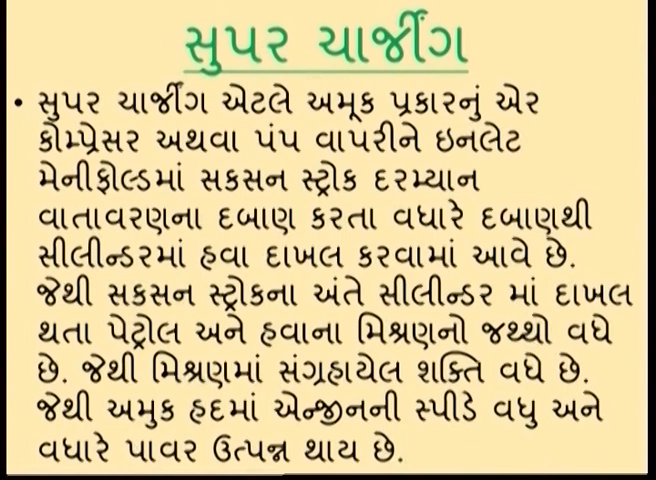 સુપર ચાર્જીંગ
• સુપર ચાર્જીંગ એટલે અમૂક પ્રકારનું એર
કોમ્પ્રેસર અથવા પંપ વાપરીને ઇનલેટ
મેનીફોલ્ડમાં સકસન સ્ટ્રોક દરમ્યાન
વાતાવરણના દબાણ કરતા વધારે દબાણથી
સીલીન્ડરમાં હવા દાખલ કરવામાં આવે છે.
જેથી સકસન સ્ટ્રોકના અંતે સીલીન્ડર માં દાખલ
થતા પેટ્રોલ અને હવાના મિશ્રણનો જથ્થો વધે
છે. જેથી મિશ્રણમાં સંગ્રહાયેલ શક્તિ વધે છે.
જેથી અમુક હદમાં એન્જીનની સ્પીડે વધુ અને
વધારે પાવર ઉત્પન્ન થાય છે.